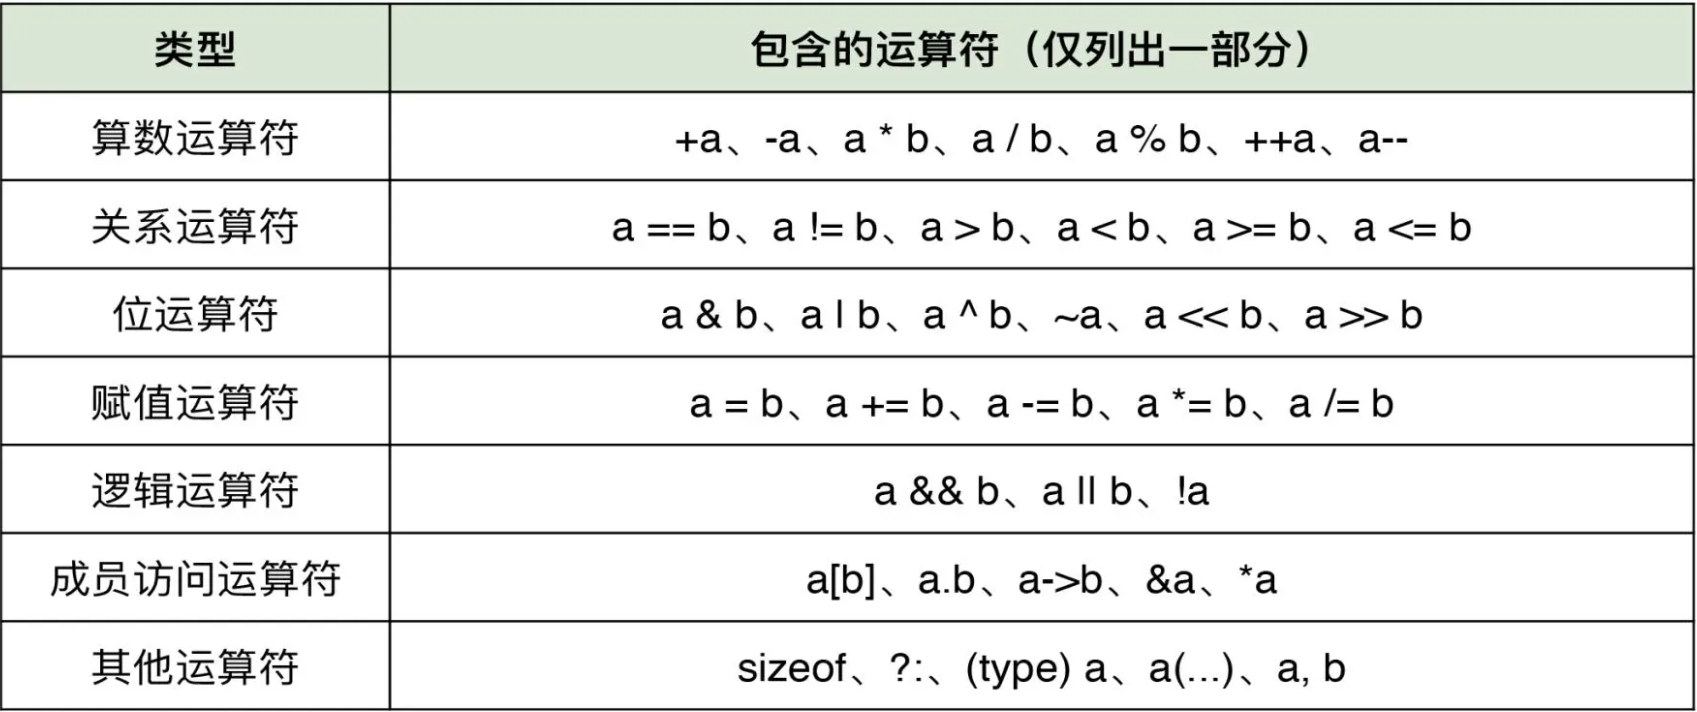 类型 包含的运算符（仅列出一部分）
算数运算符 +a、-a、a * b、a / b、a % b、++a、a--
关系运算符 a == b、a != b、a > b、a < b、a >= b、a <= b
位运算符 a & b、a | b、a ^ b、~a、a << b、a >> b
赋值运算符 a = b、a += b、a -= b、a *= b、a /= b
逻辑运算符 a && b、a || b、!a
成员访问运算符 a[b]、a.b、a->b、&a、*a
其他运算符 sizeof、?:、(type) a、a(...)、a, b